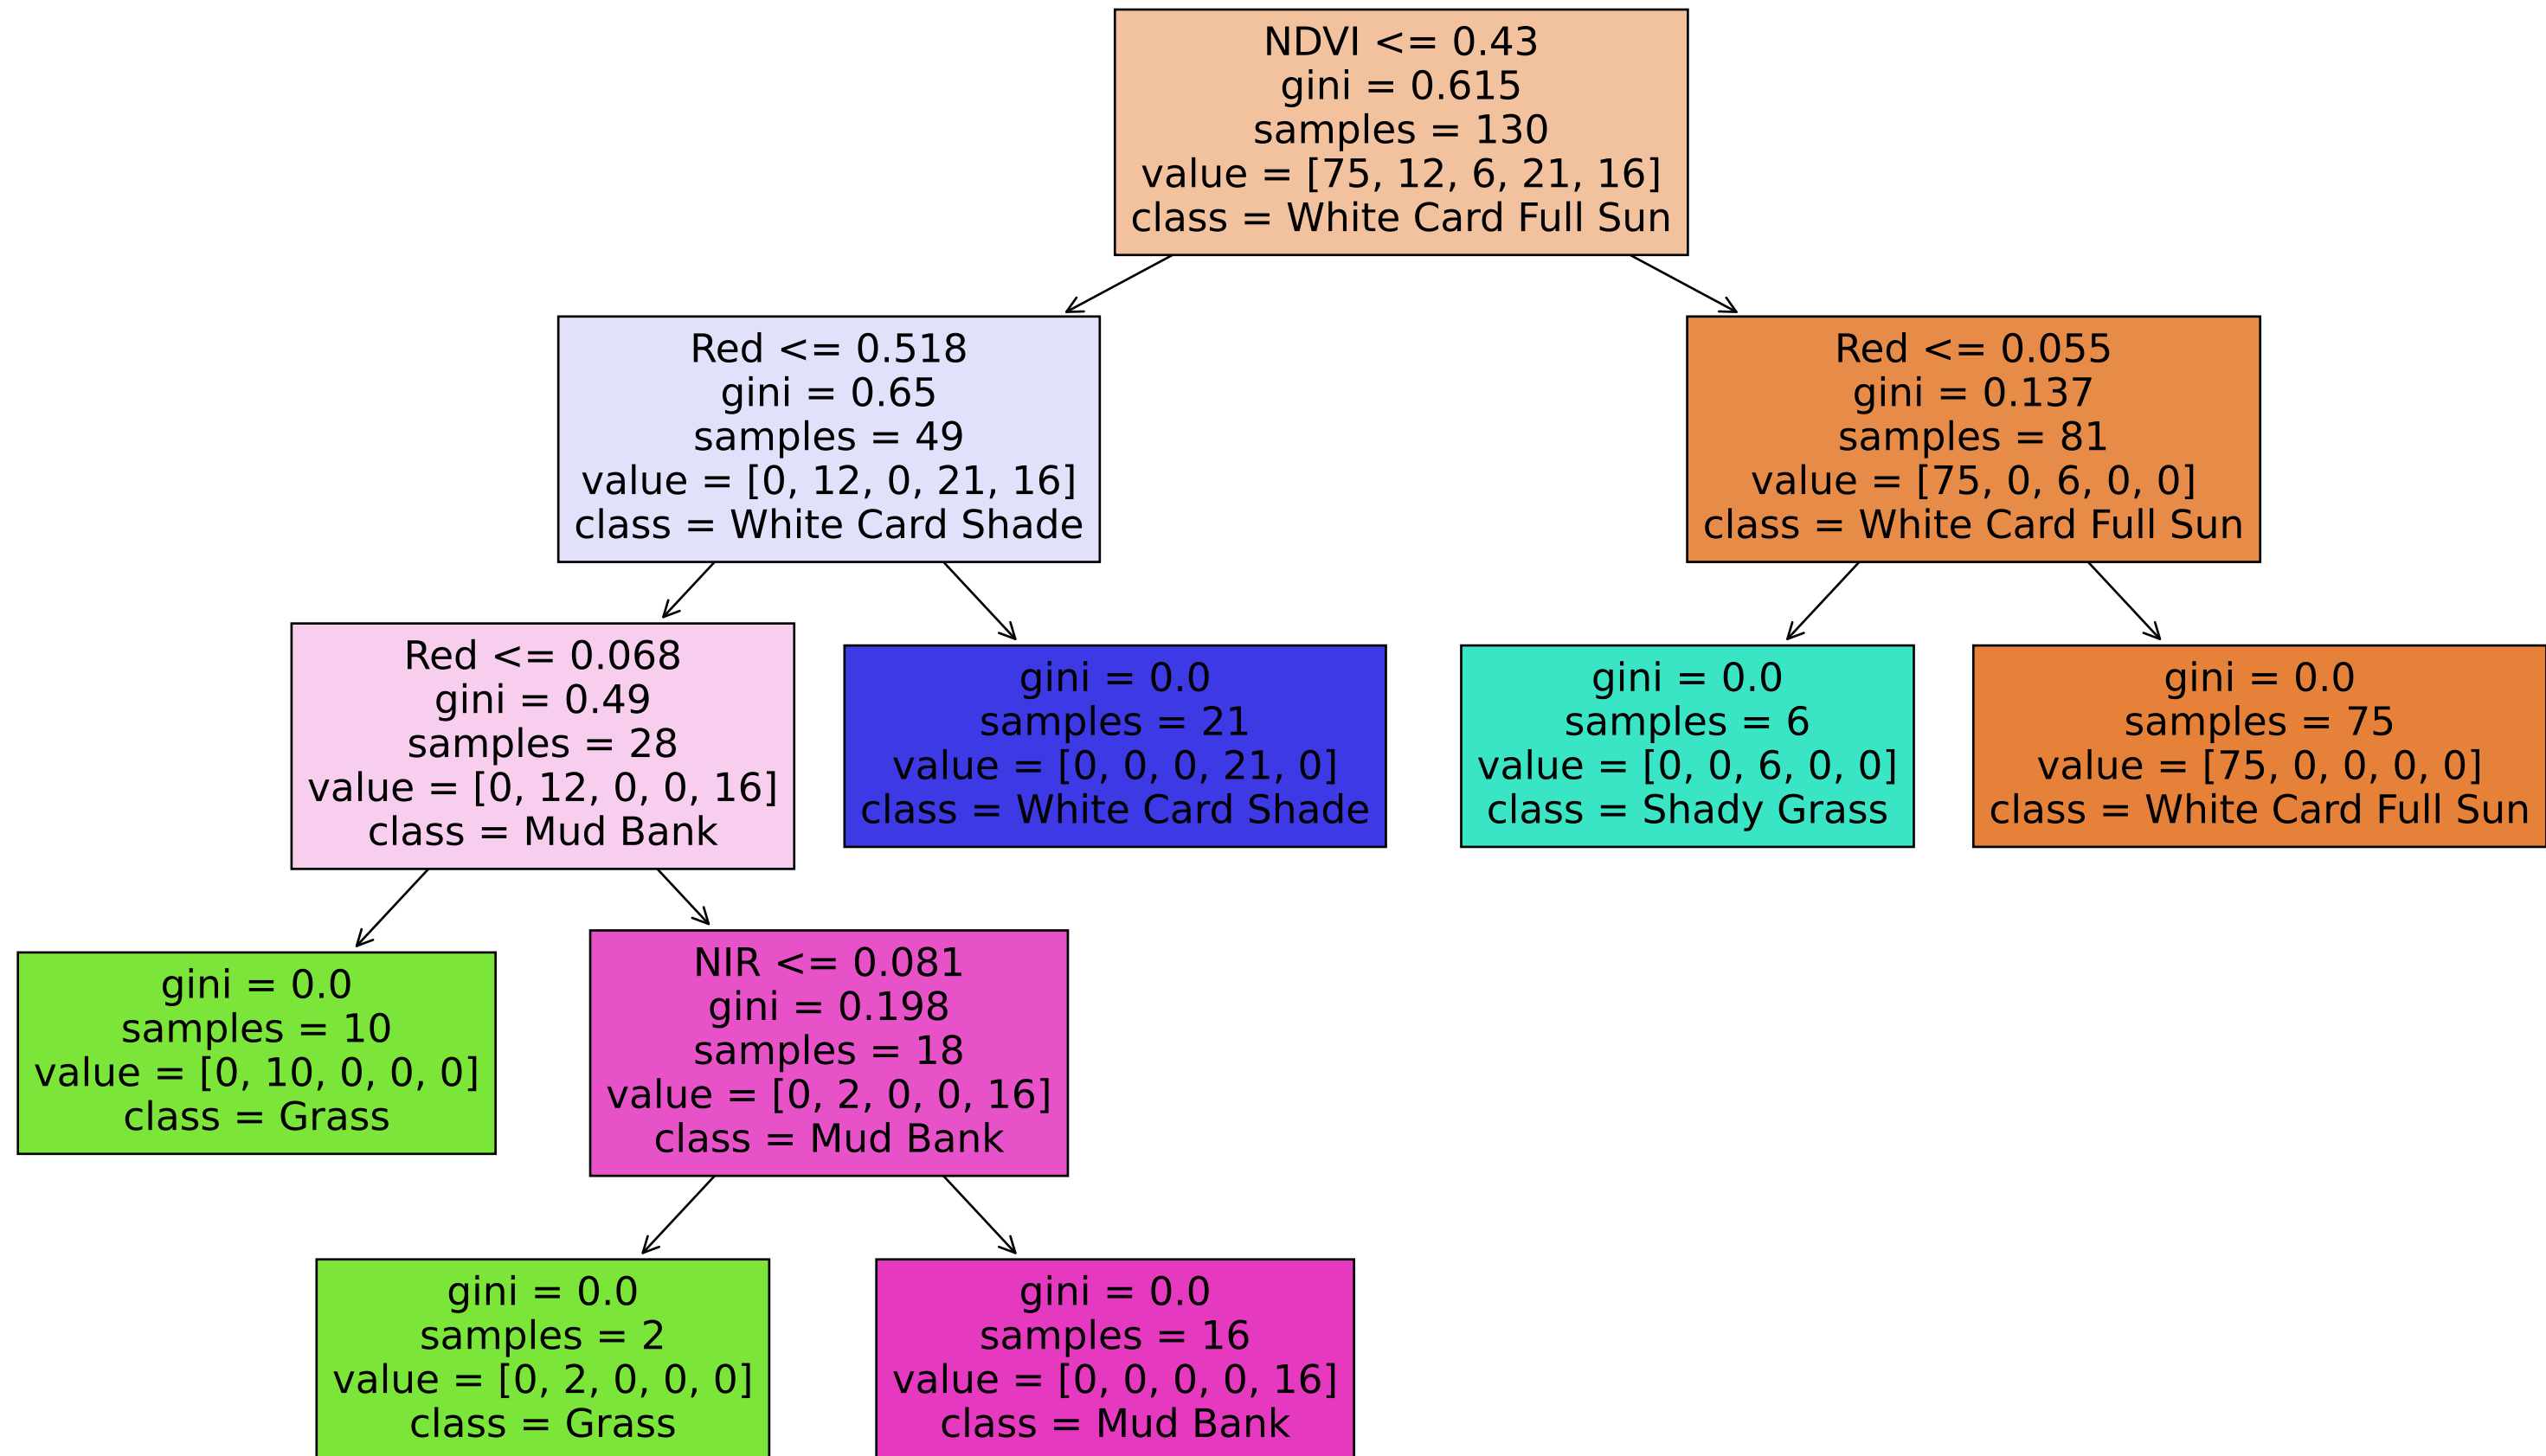 NDVI <= 0.43
gini = 0.615
samples = 130
value = [75, 12, 6, 21, 16]
class = White Card Full Sun
Red <= 0.518
gini = 0.65
samples = 49
value = [0, 12, 0, 21, 16]
class = White Card Shade
Red <= 0.055
gini = 0.137
samples = 81
value = [75, 0, 6, 0, 0]
class = White Card Full Sun
Red <= 0.068
gini = 0.49
samples = 28
value = [0, 12, 0, 0, 16]
class = Mud Bank
gini = 0.0
samples = 21
value = [0, 0, 0, 21, 0]
class = White Card Shade
gini = 0.0
samples = 6
value = [0, 0, 6, 0, 0]
class = Shady Grass
gini = 0.0
samples = 75
value = [75, 0, 0, 0, 0]
class = White Card Full Sun
gini = 0.0
samples = 10
value = [0, 10, 0, 0, 0]
class = Grass
NIR <= 0.081
gini = 0.198
samples = 18
value = [0, 2, 0, 0, 16]
class = Mud Bank
gini = 0.0
samples = 2
value = [0, 2, 0, 0, 0]
class = Grass
gini = 0.0
samples = 16
value = [0, 0, 0, 0, 16]
class = Mud Bank